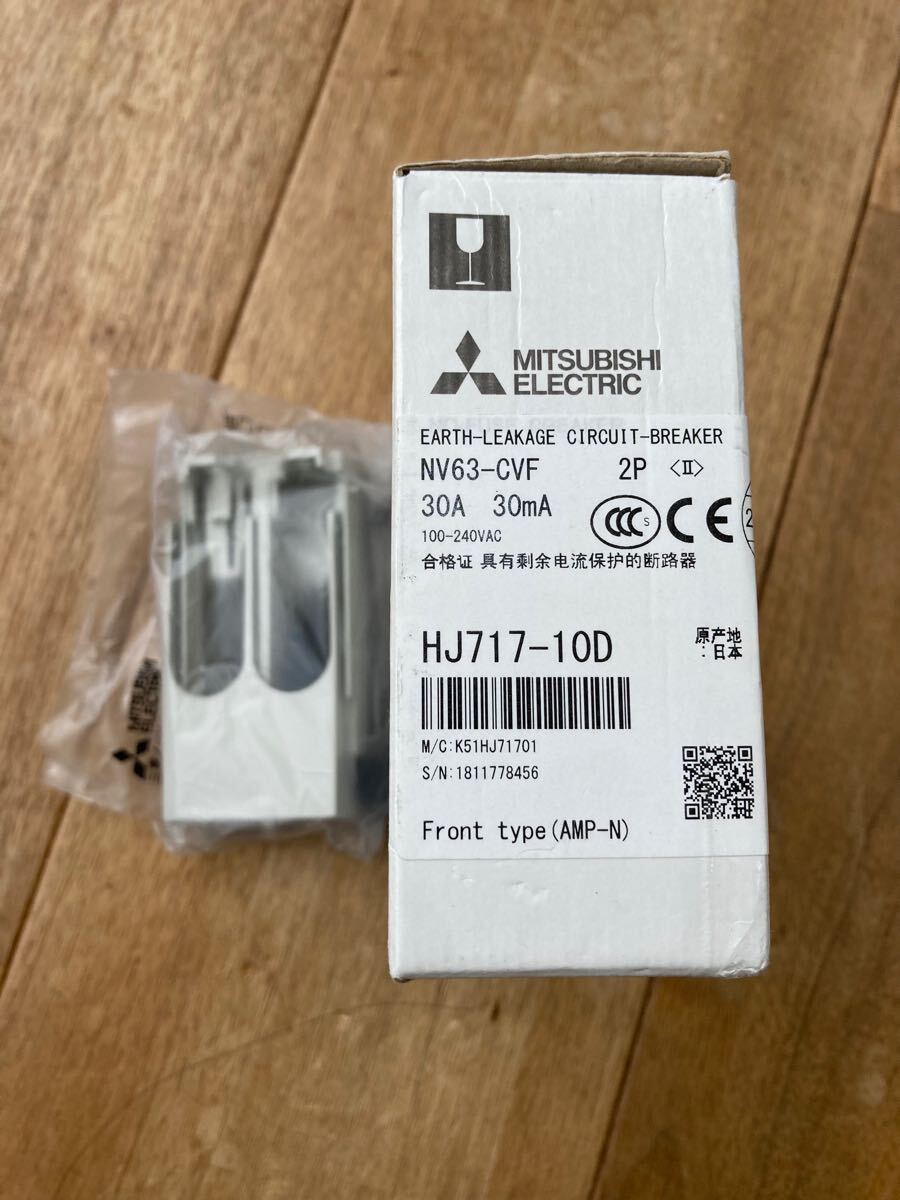 MITSUBISHI
ELECTRIC
EARTH-LEAKAGE CIRCUIT-BREAKER
NV63-CVF 2P <II>
30A 30mA
CCC S CE
100-240VAC
合格证 具有剩余电流保护的断路器
HJ717-10D
原产地
:日本
M/C:K51HJ71701
S/N:1811778456
Front type(AMP-N)
MITSUBISHI
ELECTRIC